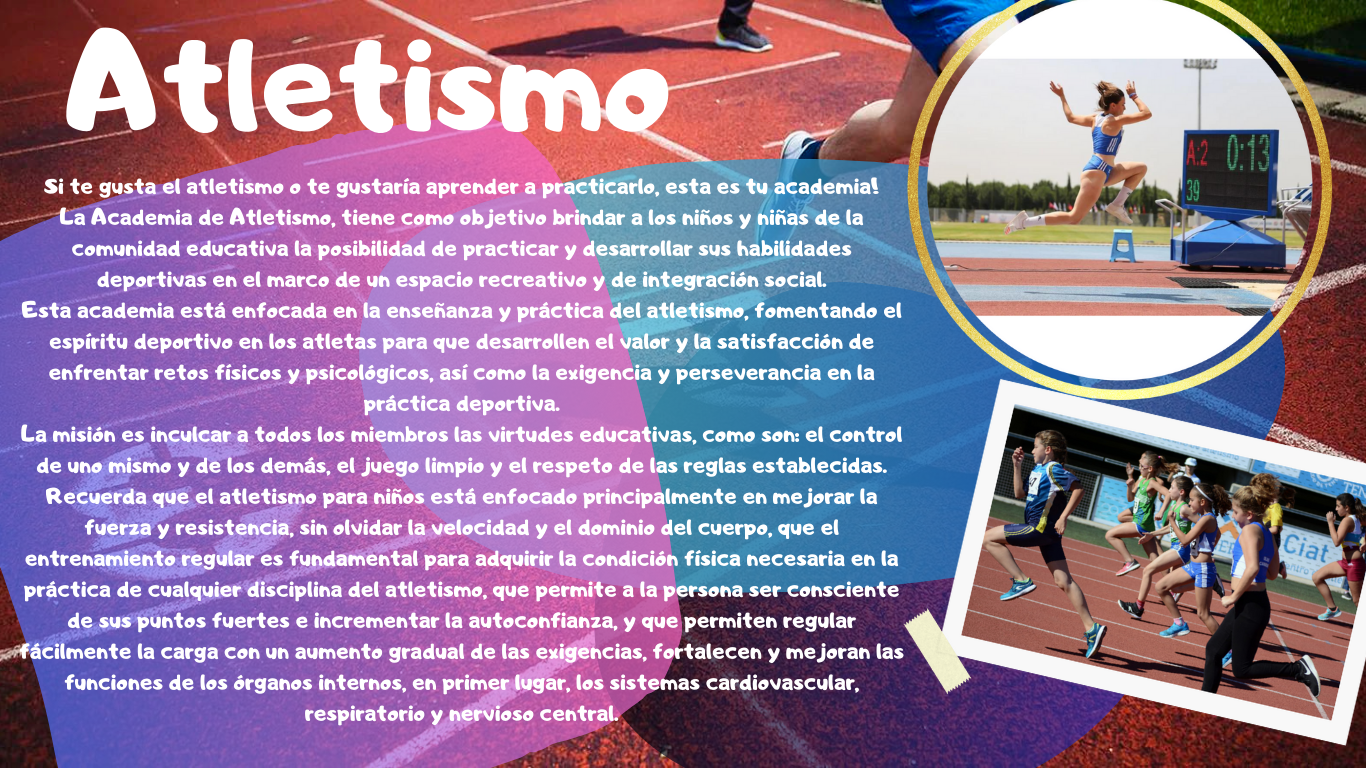 Atletismo
Si te gusta el atletismo o te gustaría aprender a practicarlo, esta es tu academia!
La Academia de Atletismo, tiene como objetivo brindar a los niños y niñas de la
comunidad educativa la posibilidad de practicar y desarrollar sus habilidades
deportivas en el marco de un espacio recreativo y de integración social.
Esta academia está enfocada en la enseñanza y práctica del atletismo, fomentando el
espíritu deportivo en los atletas para que desarrollen el valor y la satisfacción de
enfrentar retos físicos y psicológicos, así como la exigencia y perseverancia en la
práctica deportiva.
La misión es inculcar a todos los miembros las virtudes educativas, como son: el control
de uno mismo y de los demás, el juego limpio y el respeto de las reglas establecidas.
Recuerda que el atletismo para niños está enfocado principalmente en mejorar la
fuerza y resistencia, sin olvidar la velocidad y el dominio del cuerpo, que el
entrenamiento regular es fundamental para adquirir la condición física necesaria en la
práctica de cualquier disciplina del atletismo, que permite a la persona ser consciente
de sus puntos fuertes e incrementar la autoconfianza, y que permiten regular
fácilmente la carga con un aumento gradual de las exigencias, fortalecen y mejoran las
funciones de los órganos internos, en primer lugar, los sistemas cardiovascular,
respiratorio y nervioso central.
A:2 0:13
39
Ciat